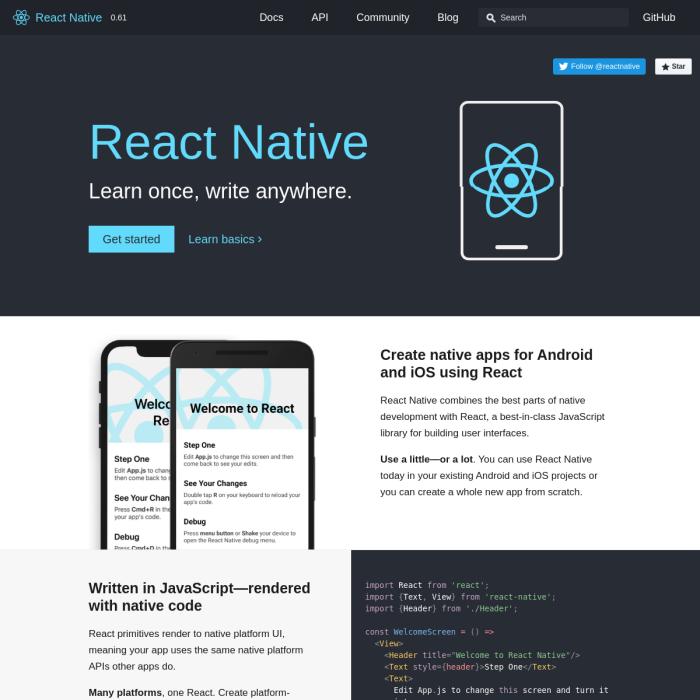 React Native 0.61 Docs API Community Blog Search GitHub
Follow @reactnative Star
React Native
Learn once, write anywhere.
Get started Learn basics ›
Create native apps for Android
and iOS using React
React Native combines the best parts of native
development with React, a best-in-class JavaScript
library for building user interfaces.
Use a little—or a lot. You can use React Native
today in your existing Android and iOS projects or
you can create a whole new app from scratch.
Welco
Re
Step One
Edit App.js to chang
then come back to s
See Your Chan
Press Cmd+R in the
your app's code.
Debug
Press Cmd+D in th
Welcome to React
Step One
Edit App.js to change this screen and then
come back to see your edits.
See Your Changes
Double tap R on your keyboard to reload your
app's code.
Debug
Press menu button or Shake your device to
open the React Native debug menu.
Written in JavaScript—rendered
with native code
React primitives render to native platform UI,
meaning your app uses the same native platform
APIs other apps do.
Many platforms, one React. Create platform-
import React from 'react';
import {Text, View} from 'react-native';
import {Header} from './Header';
const WelcomeScreen = () =>
<View>
<Header title="Welcome to React Native"/>
<Text style={header}>Step One</Text>
<Text>
Edit App.js to change this screen and turn it